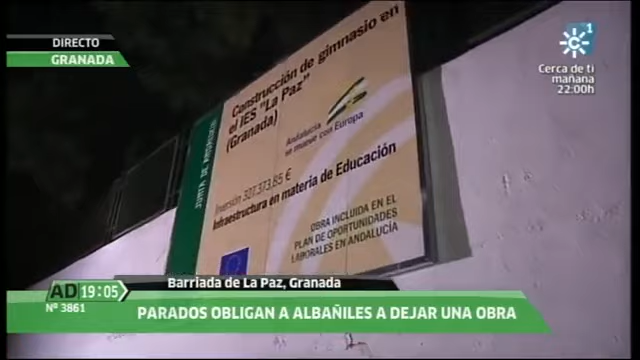 DIRECTO
GRANADA
1
Cerca de ti
mañana
22:00h
JUNTA DE ANDALUCIA
Construcción de gimnasio en
el IES "La Paz"
(Granada)
Andalucía
se mueve con Europa
Inversión 327.373,85 €
Infraestructura en materia de Educación
OBRA INCLUIDA EN EL
PLAN DE OPORTUNIDADES
LABORALES EN ANDALUCÍA
Barriada de La Paz, Granada
AD 19:05
Nº 3861
PARADOS OBLIGAN A ALBAÑILES A DEJAR UNA OBRA